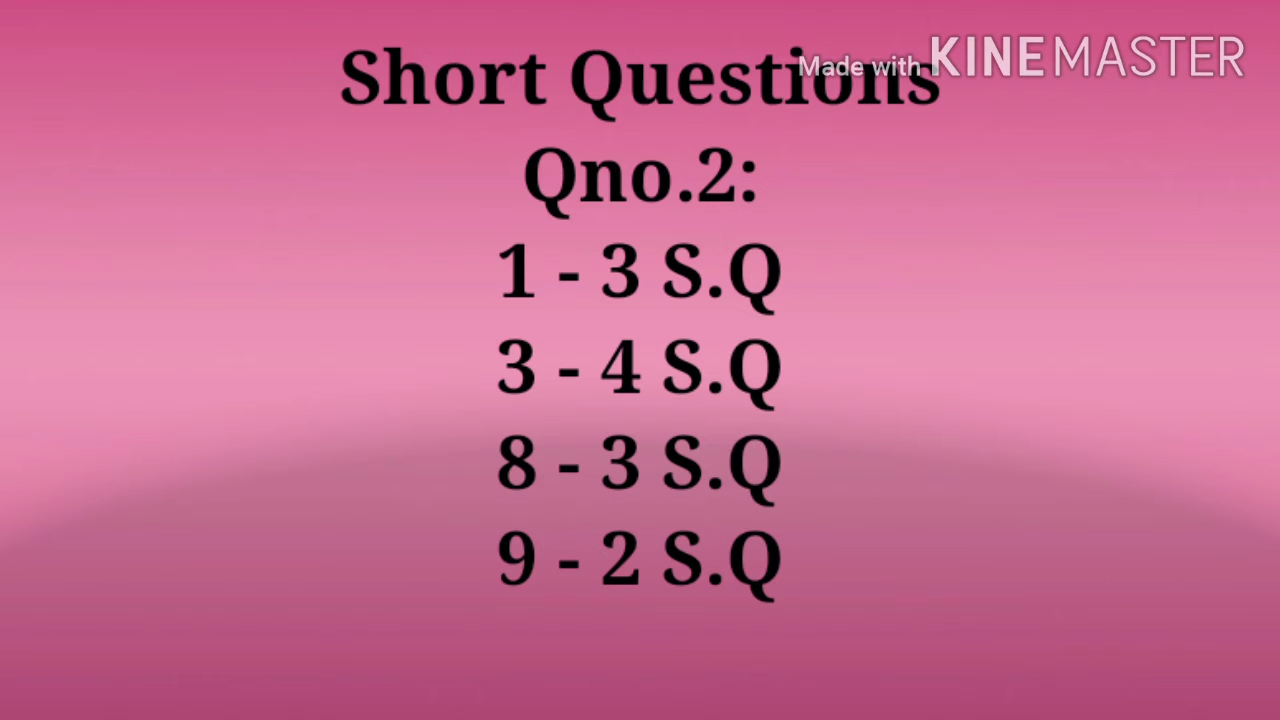 Short Questions
Made with KINEMASTER
Qno.2:
1 - 3 S.Q
3 - 4 S.Q
8 - 3 S.Q
9 - 2 S.Q